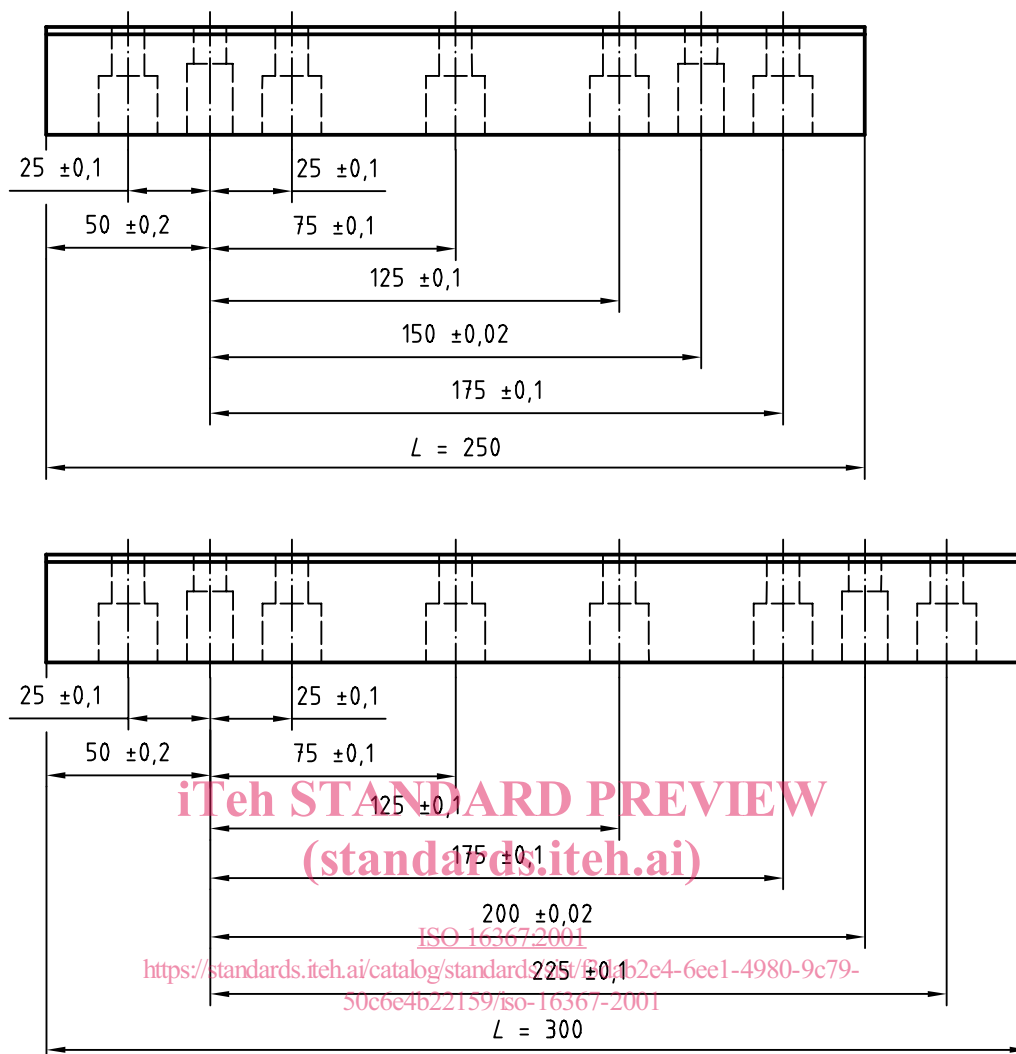 25 ±0,1
25 ±0,1
50 ±0,2
75 ±0,1
125 ±0,1
150 ±0,02
175 ±0,1
L = 250
25 ±0,1
25 ±0,1
50 ±0,2
75 ±0,1
iTeh STANDARD PREVIEW
125 ±0,1
(standards.iteh.ai)
175 ±0,1
200 ±0,02
ISO 16367:2001
225 ±0,1
50c6e4b22159/iso-16367-2001
L = 300